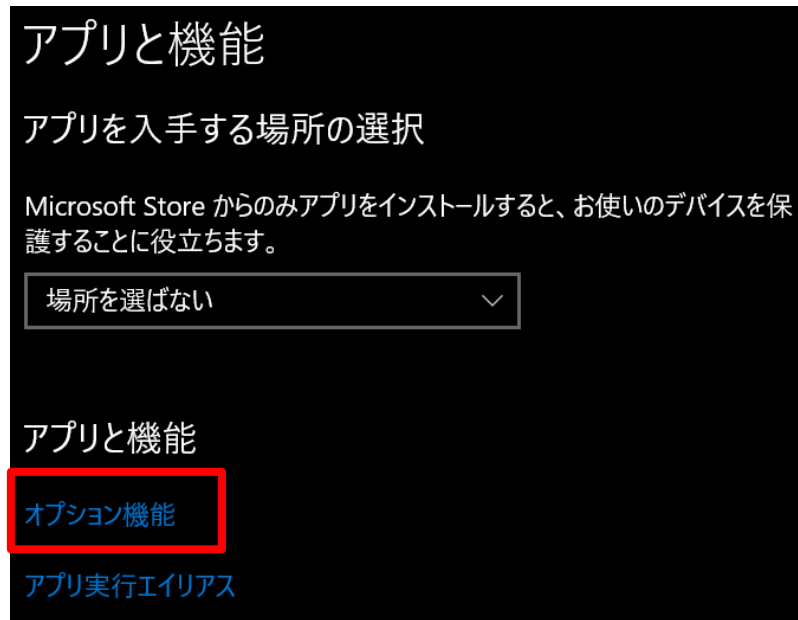 アプリと機能
アプリを入手する場所の選択
Microsoft Store からのみアプリをインストールすると、お使いのデバイスを保
護することに役立ちます。
場所を選ばない
アプリと機能
オプション機能
アプリ実行エイリアス